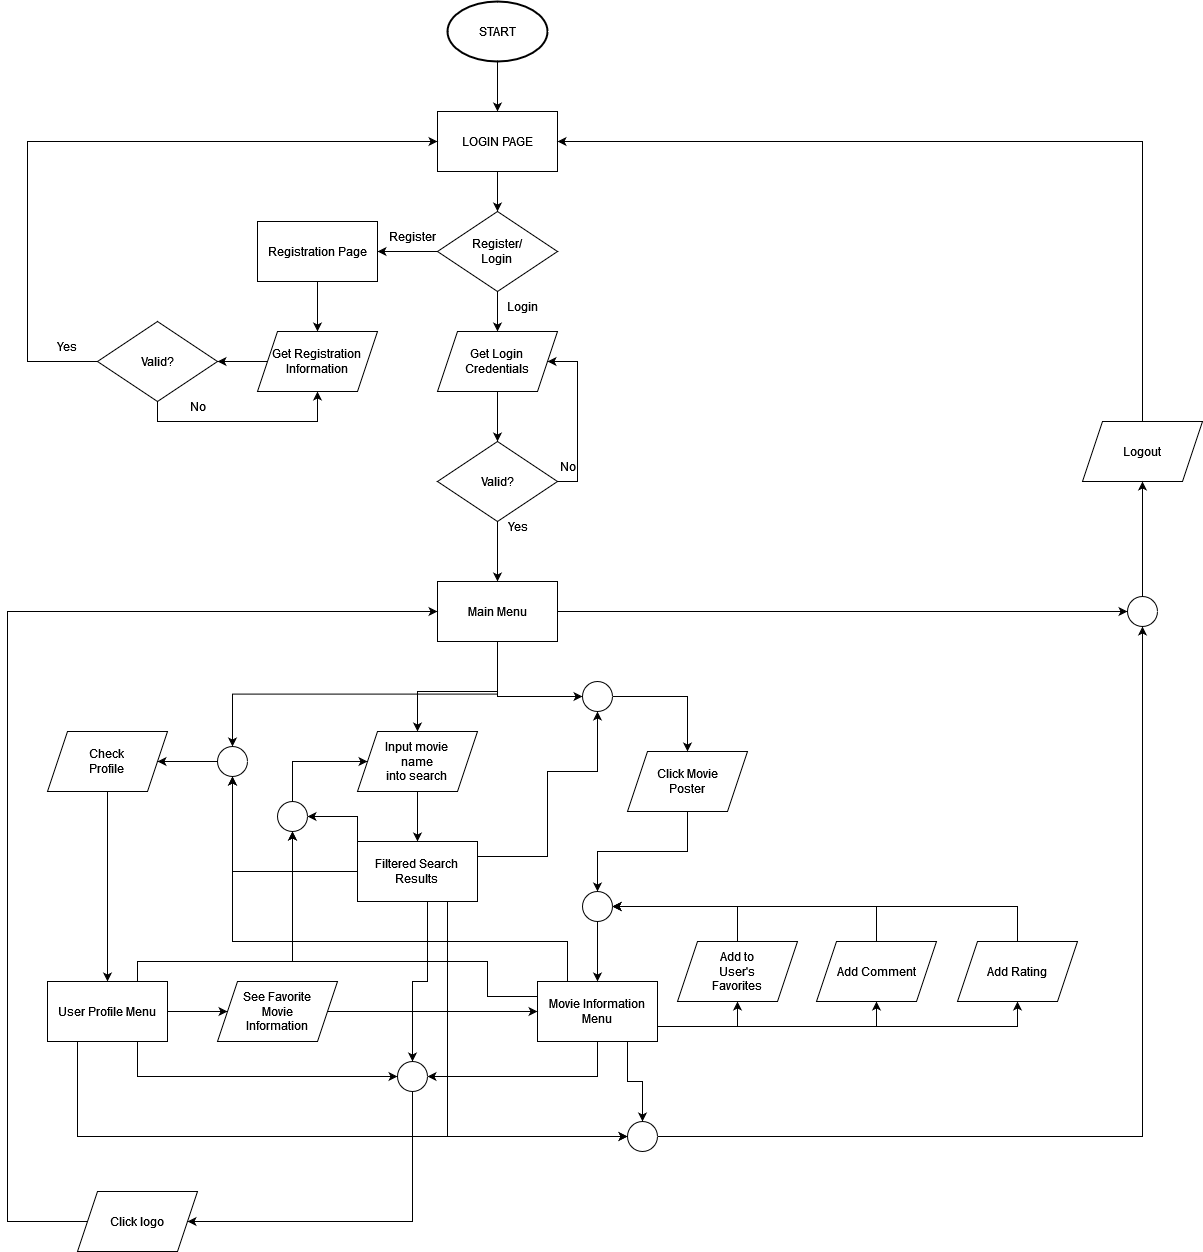 START
LOGIN PAGE
Register
Register/
Login
Registration Page
Login
Yes
Valid?
Get Registration
Information
Get Login
Credentials
No
Logout
No
Valid?
Yes
Main Menu
Check
Profile
Input movie
name
into search
Click Movie
Poster
Filtered Search
Results
Add to
User's
Favorites
Add Comment
Add Rating
User Profile Menu
See Favorite
Movie
Information
Movie Information
Menu
Click logo